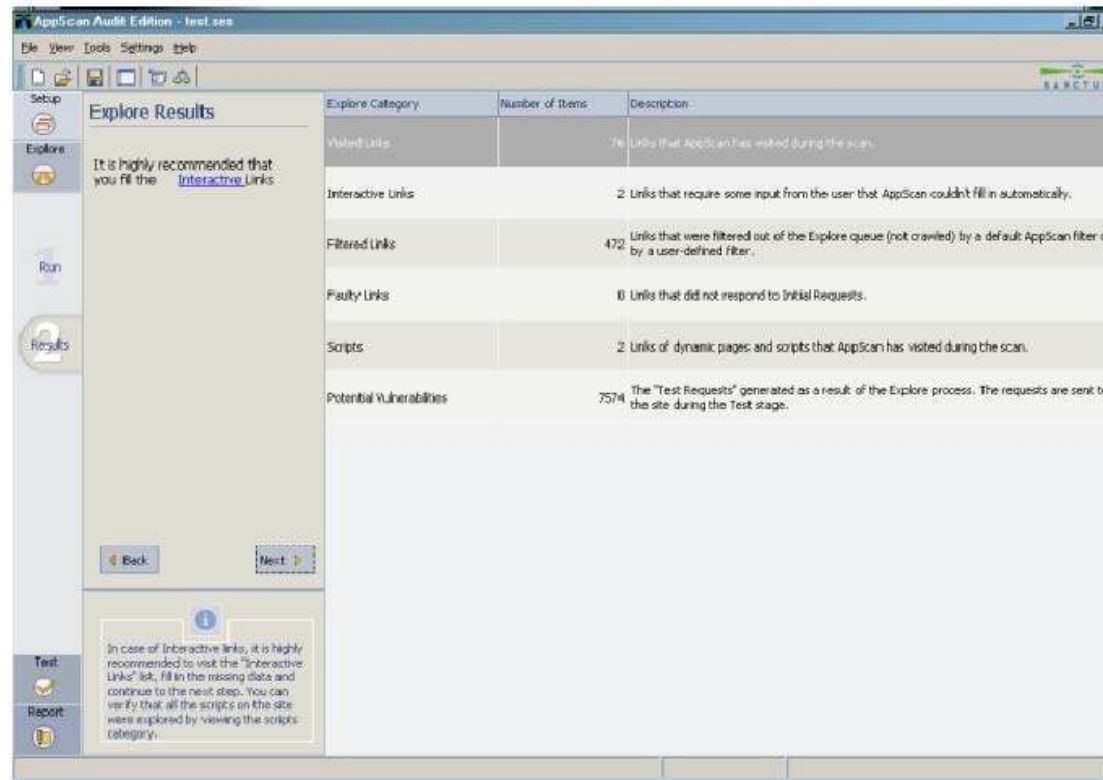 AppScan Audit Edition - test.ses
File View Tools Settings Help
SANCTU
Setup
Explore
Run
Results
Test
Report
Explore Results
It is highly recommended that
you fill the Interactive Links
Back
Next
In case of Interactive links, it is highly
recommended to visit the "Interactive
Links" list, fill in the missing data and
continue to the next step. You can
verify that all the scripts on the site
were explored by viewing the scripts
category.
Explore Category Number of Items Description
Visited Links 76 Links that AppScan has visited during the scan.
Interactive Links 2 Links that require some input from the user that AppScan couldn't fill in automatically.
Filtered Links 472 Links that were filtered out of the Explore queue (not crawled) by a default AppScan filter
by a user-defined filter.
Faulty Links Links that did not respond to Initial Requests.
Scripts 2 Links of dynamic pages and scripts that AppScan has visited during the scan.
Potential Vulnerabilities 7574 The "Test Requests" generated as a result of the Explore process. The requests are sent
the site during the Test stage.